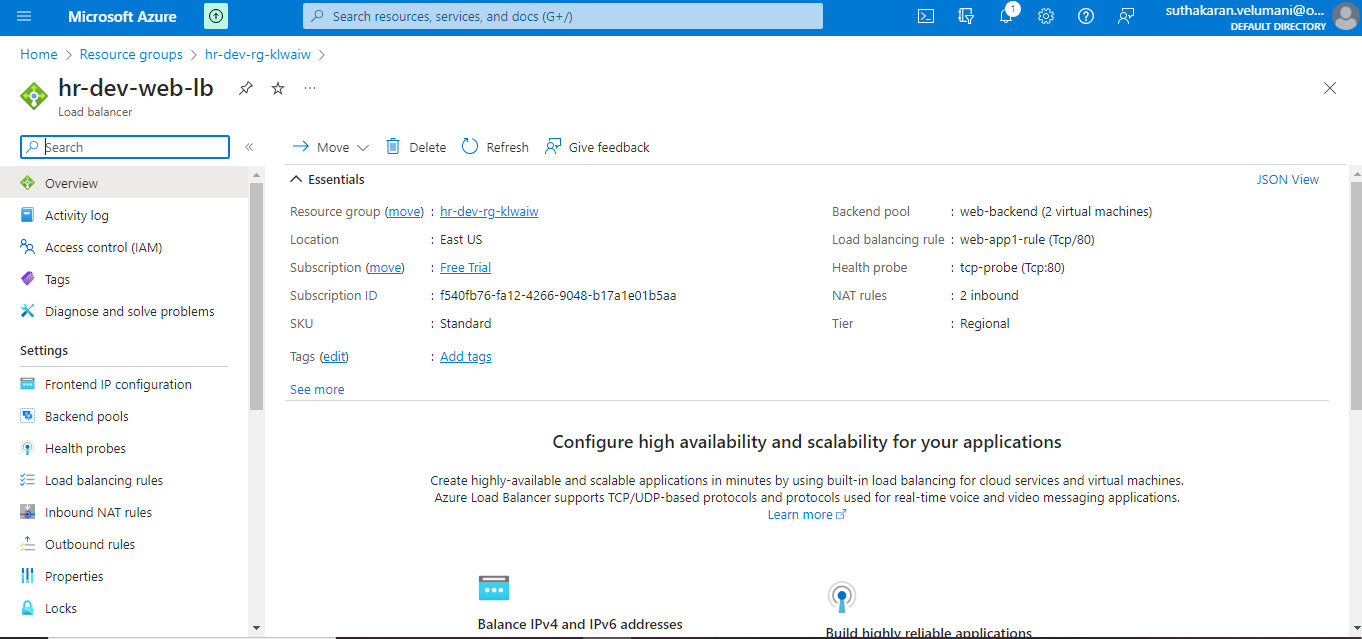 Microsoft Azure
Search resources, services, and docs (G+/)
1
suthakaran.velumani@o...
DEFAULT DIRECTORY
Home > Resource groups > hr-dev-rg-klwaiw >
hr-dev-web-lb
Load balancer
Search
«
Move
Delete
Refresh
Give feedback
Overview
Activity log
Access control (IAM)
Tags
Diagnose and solve problems
Settings
Frontend IP configuration
Backend pools
Health probes
Load balancing rules
Inbound NAT rules
Outbound rules
Properties
Locks
Essentials
JSON View
Resource group (move) : hr-dev-rg-klwaiw
Location : East US
Subscription (move) : Free Trial
Subscription ID : f540fb76-fa12-4266-9048-b17a1e01b5aa
SKU : Standard
Tags (edit) : Add tags
See more
Backend pool : web-backend (2 virtual machines)
Load balancing rule : web-app1-rule (Tcp/80)
Health probe : tcp-probe (Tcp:80)
NAT rules : 2 inbound
Tier : Regional
Configure high availability and scalability for your applications
Create highly-available and scalable applications in minutes by using built-in load balancing for cloud services and virtual machines.
Azure Load Balancer supports TCP/UDP-based protocols and protocols used for real-time voice and video messaging applications.
Learn more
Balance IPv4 and IPv6 addresses
Build highly reliable applications